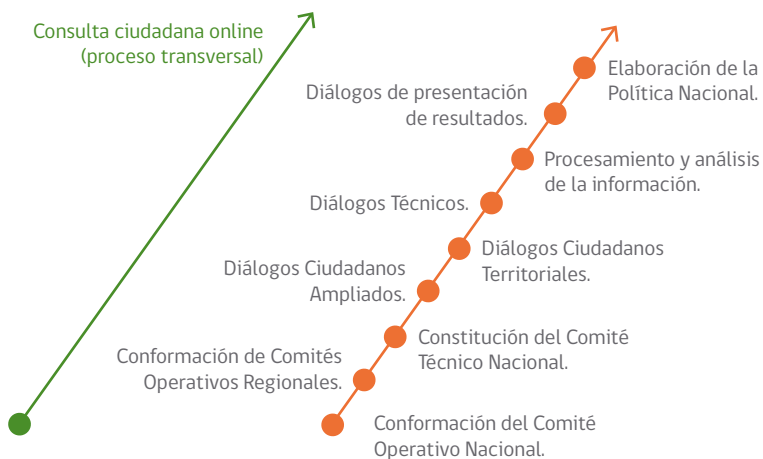 Consulta ciudadana online
(proceso transversal)
Elaboración de la
Política Nacional.
Diálogos de presentación
de resultados.
Procesamiento y análisis
de la información.
Diálogos Técnicos.
Diálogos Ciudadanos
Territoriales.
Diálogos Ciudadanos
Ampliados.
Constitución del Comité
Técnico Nacional.
Conformación de Comités
Operativos Regionales.
Conformación del Comité
Operativo Nacional.